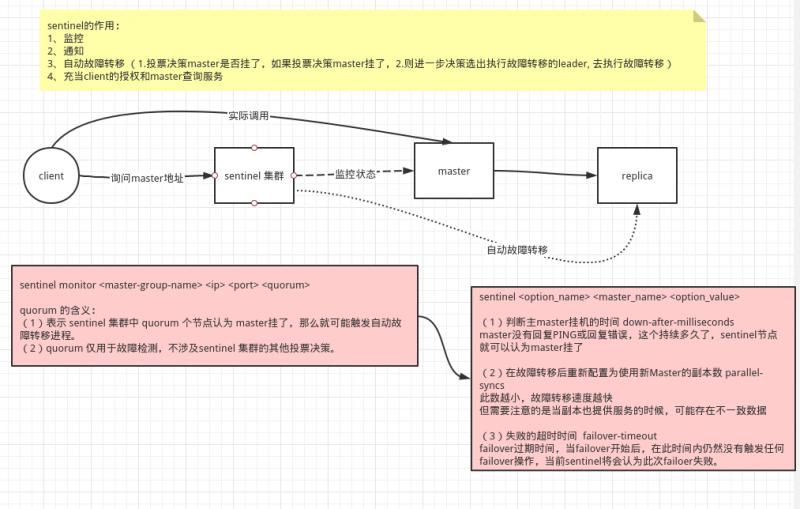 sentinel的作用：
1、监控
2、通知
3、自动故障转移（1.投票决策master是否挂了，如果投票决策master挂了，2.则进一步决策选出执行故障转移的leader, 去执行故障转移）
4、充当client的授权和master查询服务
实际调用
client
询问master地址
sentinel 集群
监控状态
master
replica
自动故障转移
sentinel monitor <master-group-name> <ip> <port> <quorum>
quorum 的含义：
（1）表示 sentinel 集群中 quorum 个节点认为 master挂了，那么就可能触发自动故
障转移进程。
（2）quorum 仅用于故障检测，不涉及sentinel 集群的其他投票决策。
sentinel <option_name> <master_name> <option_value>
（1）判断主master挂机的时间 down-after-milliseconds
master没有回复PING或回复错误，这个持续多久了，sentinel节点
就可以认为master挂了
（2）在故障转移后重新配置为使用新Master的副本数 parallel-
syncs
此数越小，故障转移速度越快
但需要注意的是当副本也提供服务的时候，可能存在不一致数据
（3）失败的超时时间 failover-timeout
failover过期时间，当failover开始后，在此时间内仍然没有触发任何
failover操作，当前sentinel将会认为此次failoer失败。